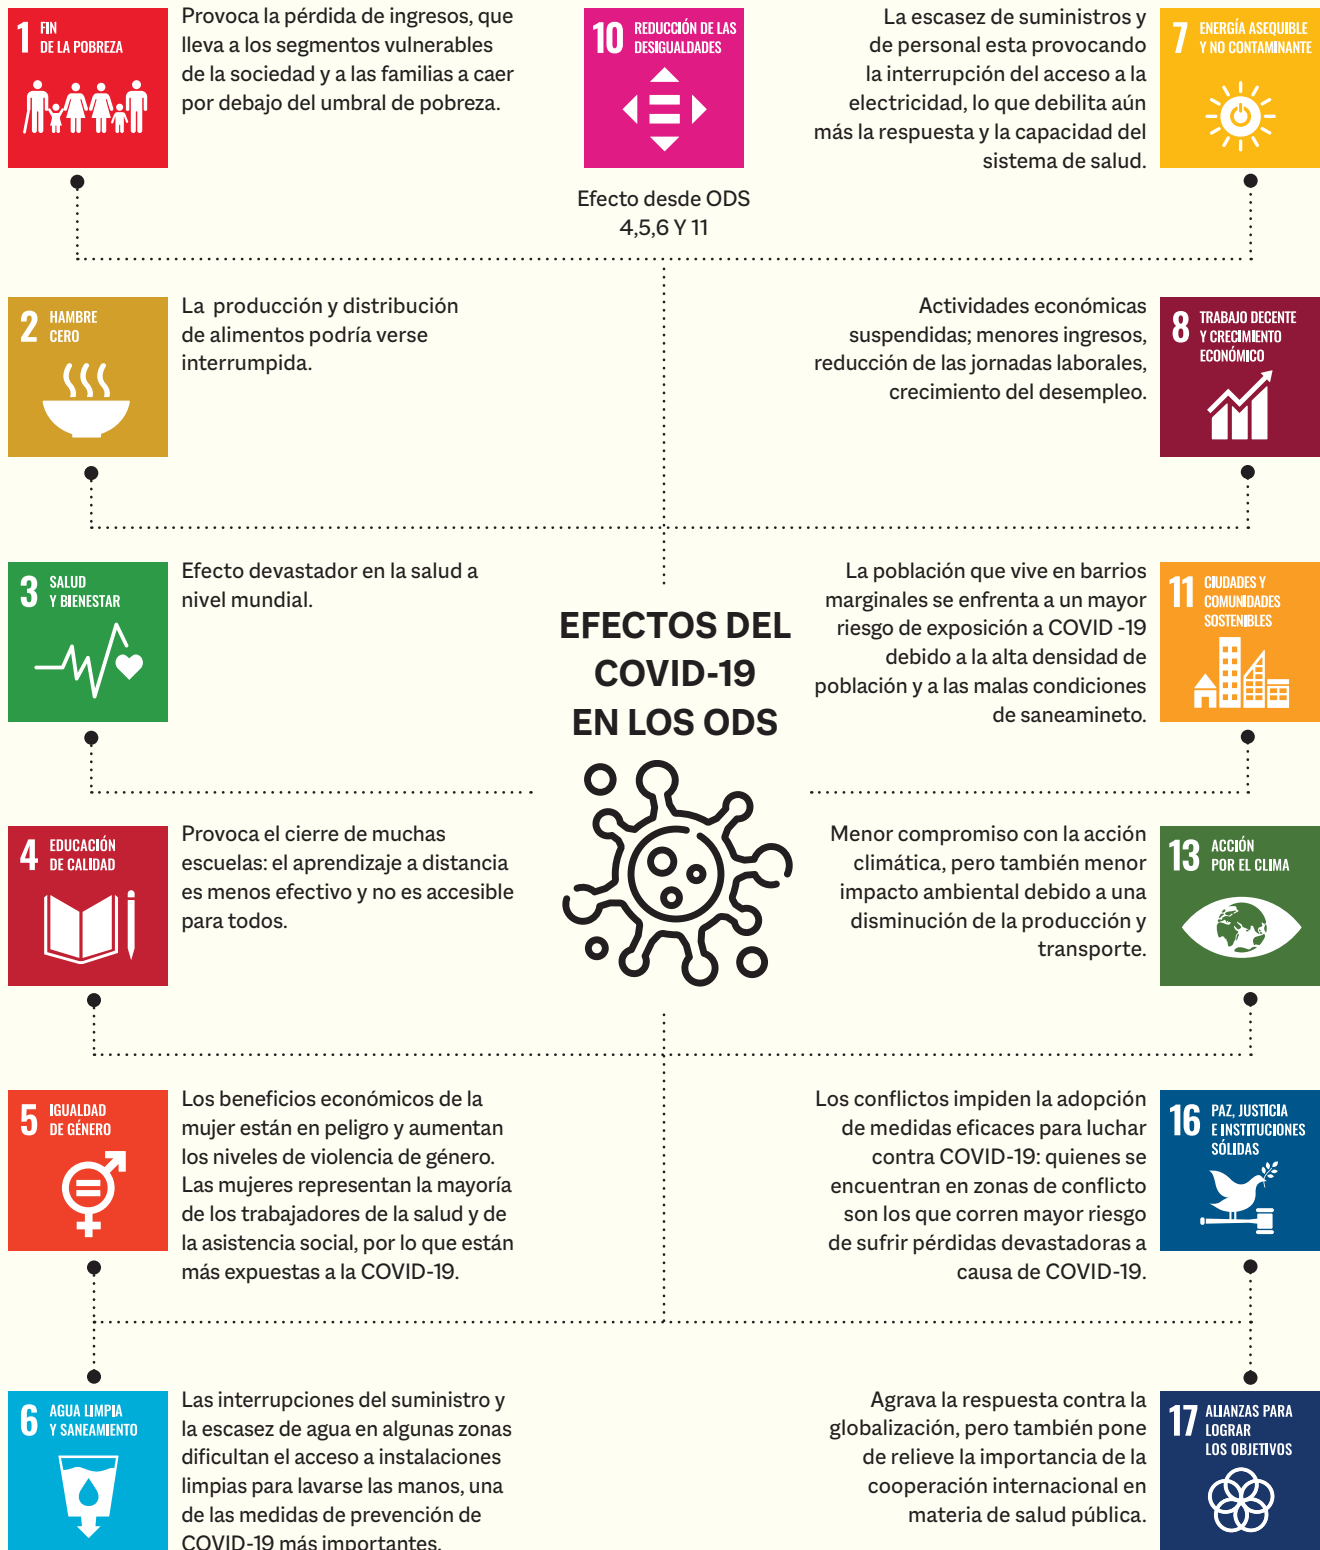 1 FIN
DE LA POBREZA
Provoca la pérdida de ingresos, que
lleva a los segmentos vulnerables
de la sociedad y a las familias a caer
por debajo del umbral de pobreza.
10 REDUCCIÓN DE LAS
DESIGUALDADES
Efecto desde ODS
4,5,6 Y 11
La escasez de suministros y
de personal esta provocando
la interrupción del acceso a la
electricidad, lo que debilita aún
más la respuesta y la capacidad del
sistema de salud.
7 ENERGÍA ASEQUIBLE
Y NO CONTAMINANTE
2 HAMBRE
CERO
La producción y distribución
de alimentos podría verse
interrumpida.
Actividades económicas
suspendidas; menores ingresos,
reducción de las jornadas laborales,
crecimiento del desempleo.
8 TRABAJO DECENTE
Y CRECIMIENTO
ECONÓMICO
3 SALUD
Y BIENESTAR
Efecto devastador en la salud a
nivel mundial.
EFECTOS DEL
COVID-19
EN LOS ODS
La población que vive en barrios
marginales se enfrenta a un mayor
riesgo de exposición a COVID -19
debido a la alta densidad de
población y a las malas condiciones
de saneamineto.
11 CIUDADES Y
COMUNIDADES
SOSTENIBLES
4 EDUCACIÓN
DE CALIDAD
Provoca el cierre de muchas
escuelas: el aprendizaje a distancia
es menos efectivo y no es accesible
para todos.
Menor compromiso con la acción
climática, pero también menor
impacto ambiental debido a una
disminución de la producción y
transporte.
13 ACCIÓN
POR EL CLIMA
5 IGUALDAD
DE GÉNERO
Los beneficios económicos de la
mujer están en peligro y aumentan
los niveles de violencia de género.
Las mujeres representan la mayoría
de los trabajadores de la salud y de
la asistencia social, por lo que están
más expuestas a la COVID-19.
Los conflictos impiden la adopción
de medidas eficaces para luchar
contra COVID-19: quienes se
encuentran en zonas de conflicto
son los que corren mayor riesgo
de sufrir pérdidas devastadoras a
causa de COVID-19.
16 PAZ, JUSTICIA
E INSTITUCIONES
SÓLIDAS
6 AGUA LIMPIA
Y SANEAMIENTO
Las interrupciones del suministro y
la escasez de agua en algunas zonas
dificultan el acceso a instalaciones
limpias para lavarse las manos, una
de las medidas de prevención de
COVID-19 más importantes.
Agrava la respuesta contra la
globalización, pero también pone
de relieve la importancia de la
cooperación internacional en
materia de salud pública.
17 ALIANZAS PARA
LOGRAR
LOS OBJETIVOS